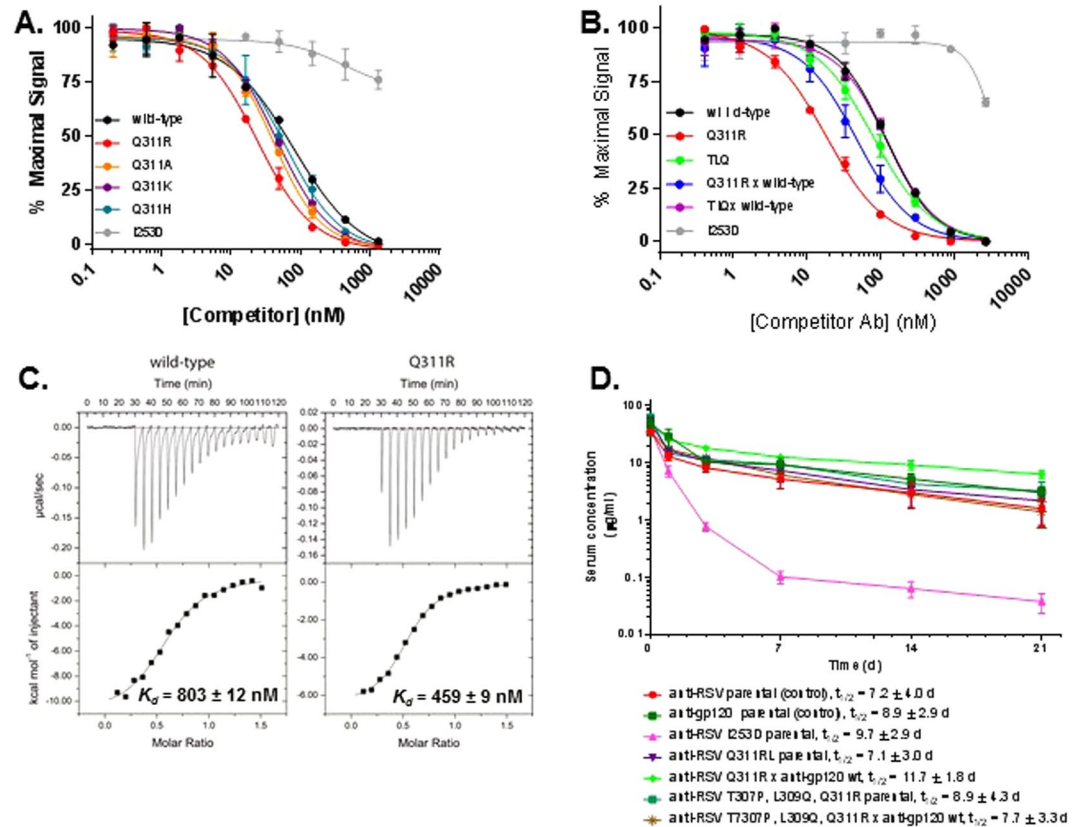 A.
% Maximal Signal
100
75
50
25
0
wild-type
Q311R
Q311A
Q311K
Q311H
I253D
0.1 1 10 100 1000 10000
[Competitor] (nM)
B.
% Maximal Signal
100
75
50
25
0
wild-type
Q311R
TLQ
Q311R x wild-type
TLQx wild-type
I253D
0.1 1 10 100 1000 10000
[Competitor Ab] (nM)
C.
wild-type
Time (min)
0 10 20 30 40 50 60 70 80 90 100 110 120
µcal/sec
0.00
-0.05
-0.10
-0.15
-0.20
kcal mol⁻¹ of injectant
0.00
-2.00
-4.00
-6.00
-8.00
-10.00
Kd = 803 ± 12 nM
0.0 0.5 1.0 1.5
Molar Ratio
Q311R
Time (min)
0 10 20 30 40 50 60 70 80 90 100 110 120
0.02
0.00
-0.02
-0.04
-0.06
-0.08
-0.10
-0.12
-0.14
-0.16
0.00
-2.00
-4.00
-6.00
Kd = 459 ± 9 nM
0.0 0.5 1.0 1.5
Molar Ratio
D.
Serum concentration
(µg/ml)
100
10
1
0.1
0.01
0 7 14 21
Time (d)
anti-RSV parental (control), t1/2 = 7.2 ± 4.0 d
anti-gp120 parental (control), t1/2 = 8.9 ± 2.9 d
anti-RSV I253D parental, t1/2 = 9.7 ± 2.9 d
anti-RSV Q311RL parental, t1/2 = 7.1 ± 3.0 d
anti-RSV Q311R x anti-gp120 wt, t1/2 = 11.7 ± 1.8 d
anti-RSV T307P, L309Q, Q311R parental, t1/2 = 8.9 ± 4.3 d
anti-RSV T7307P, L309Q, Q311R x anti-gp120 wt, t1/2 = 7.7 ± 3.3 d